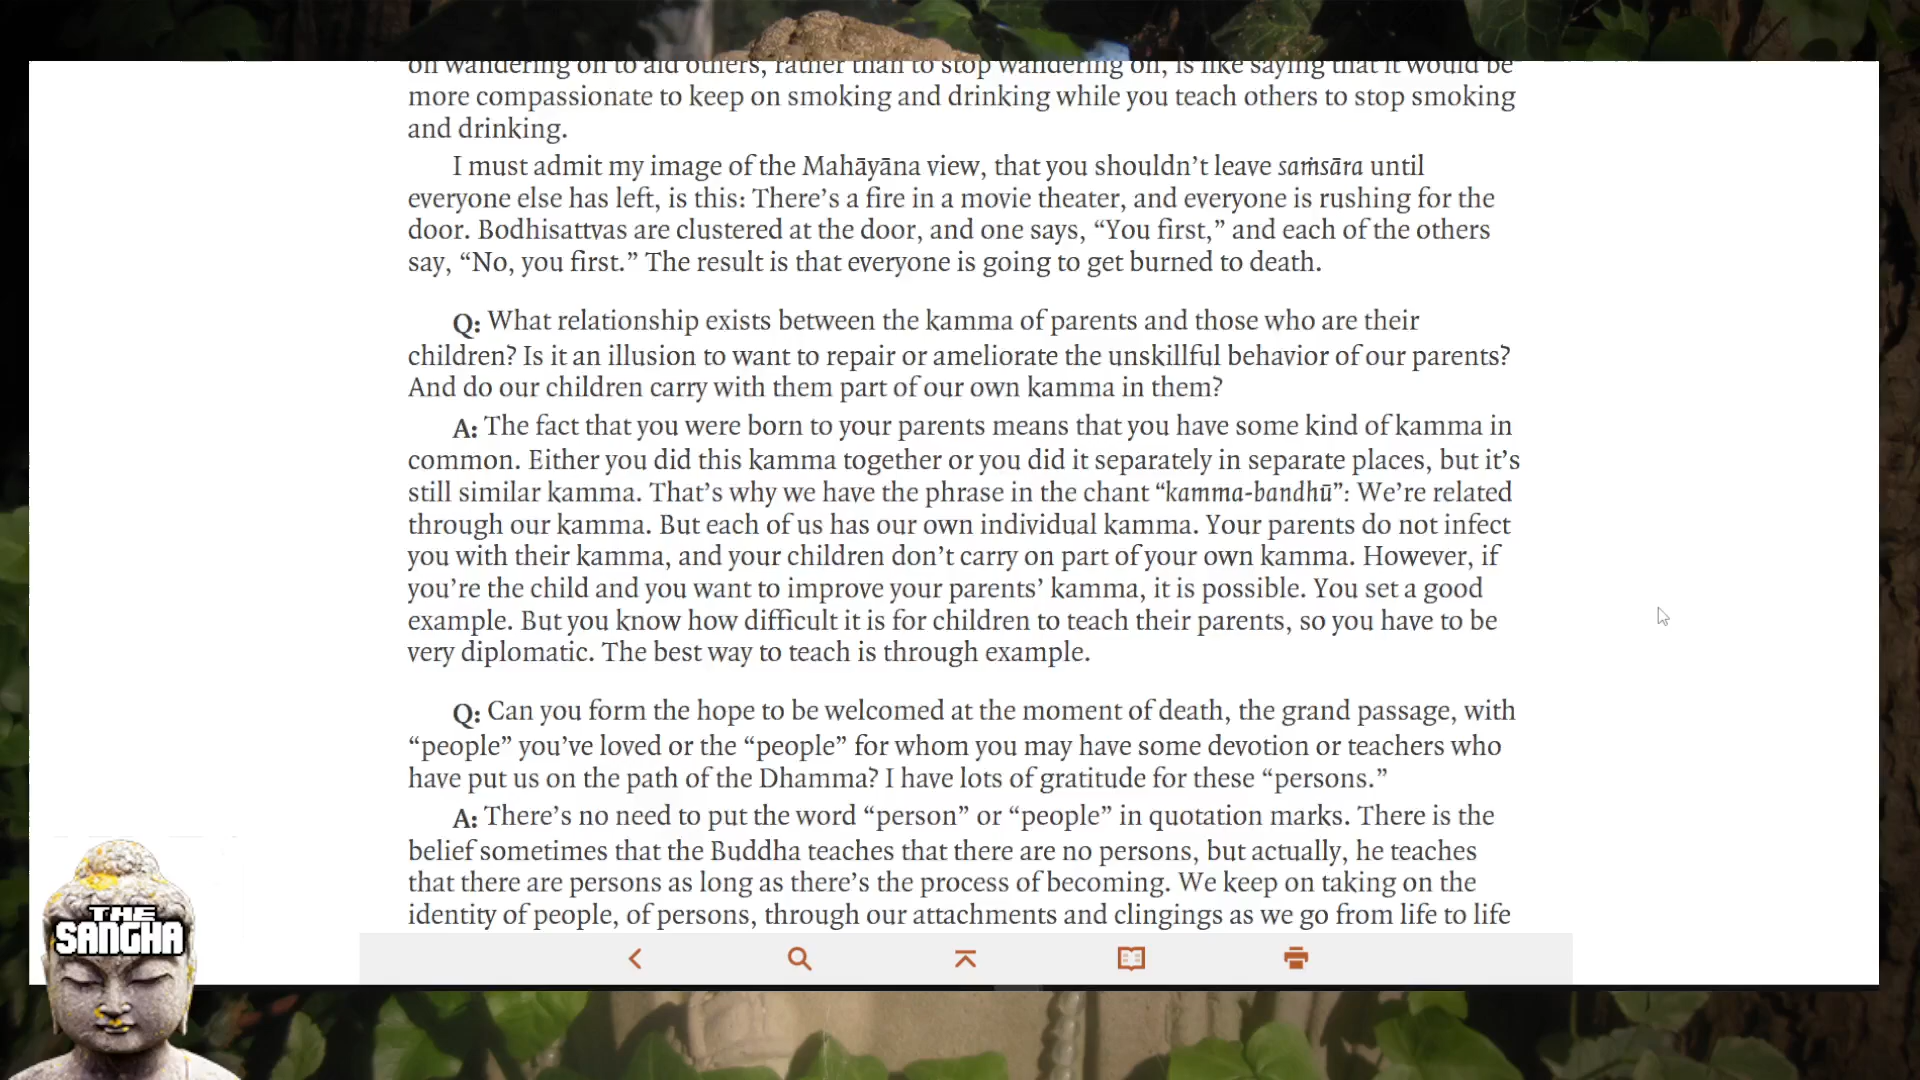 on wandering on to aid others, rather than to stop wandering on, is like saying that it would be
more compassionate to keep on smoking and drinking while you teach others to stop smoking
and drinking.
I must admit my image of the Mahāyāna view, that you shouldn’t leave saṁsāra until
everyone else has left, is this: There’s a fire in a movie theater, and everyone is rushing for the
door. Bodhisattvas are clustered at the door, and one says, “You first,” and each of the others
say, “No, you first.” The result is that everyone is going to get burned to death.
Q: What relationship exists between the kamma of parents and those who are their
children? Is it an illusion to want to repair or ameliorate the unskillful behavior of our parents?
And do our children carry with them part of our own kamma in them?
A: The fact that you were born to your parents means that you have some kind of kamma in
common. Either you did this kamma together or you did it separately in separate places, but it’s
still similar kamma. That’s why we have the phrase in the chant “kamma-bandhū”: We’re related
through our kamma. But each of us has our own individual kamma. Your parents do not infect
you with their kamma, and your children don’t carry on part of your own kamma. However, if
you’re the child and you want to improve your parents’ kamma, it is possible. You set a good
example. But you know how difficult it is for children to teach their parents, so you have to be
very diplomatic. The best way to teach is through example.
Q: Can you form the hope to be welcomed at the moment of death, the grand passage, with
“people” you’ve loved or the “people” for whom you may have some devotion or teachers who
have put us on the path of the Dhamma? I have lots of gratitude for these “persons.”
A: There’s no need to put the word “person” or “people” in quotation marks. There is the
belief sometimes that the Buddha teaches that there are no persons, but actually, he teaches
that there are persons as long as there’s the process of becoming. We keep on taking on the
identity of people, of persons, through our attachments and clingings as we go from life to life
THE
SANGHA